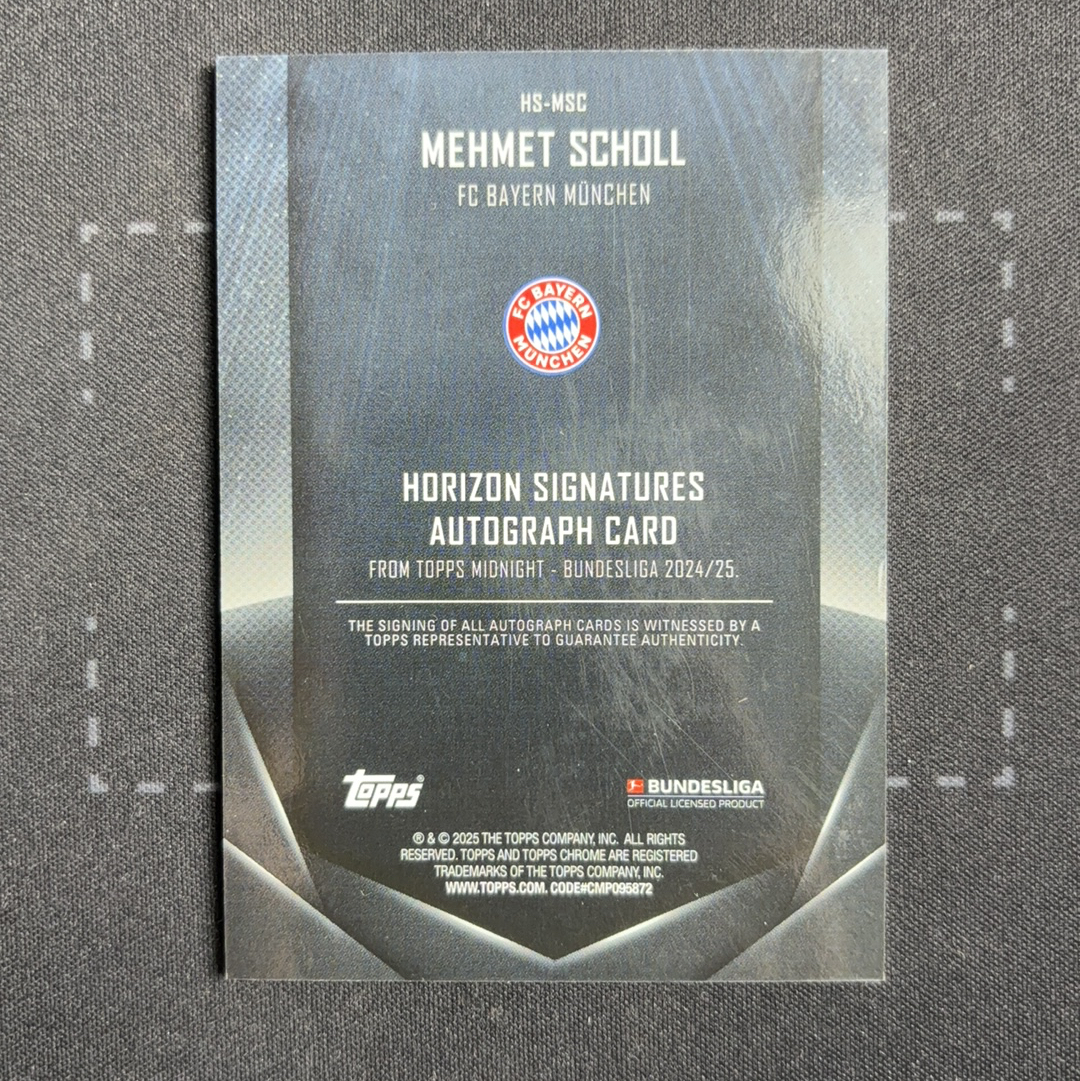 HS-MSC
MEHMET SCHOLL
FC BAYERN MÜNCHEN
FC BAYERN
MÜNCHEN
HORIZON SIGNATURES
AUTOGRAPH CARD
FROM TOPPS MIDNIGHT - BUNDESLIGA 2024/25.
THE SIGNING OF ALL AUTOGRAPH CARDS IS WITNESSED BY A
TOPPS REPRESENTATIVE TO GUARANTEE AUTHENTICITY.
topps®
BUNDESLIGA
OFFICIAL LICENSED PRODUCT
® & © 2025 THE TOPPS COMPANY, INC. ALL RIGHTS
RESERVED. TOPPS AND TOPPS CHROME ARE REGISTERED
TRADEMARKS OF THE TOPPS COMPANY, INC.
WWW.TOPPS.COM. CODE#CMP095872